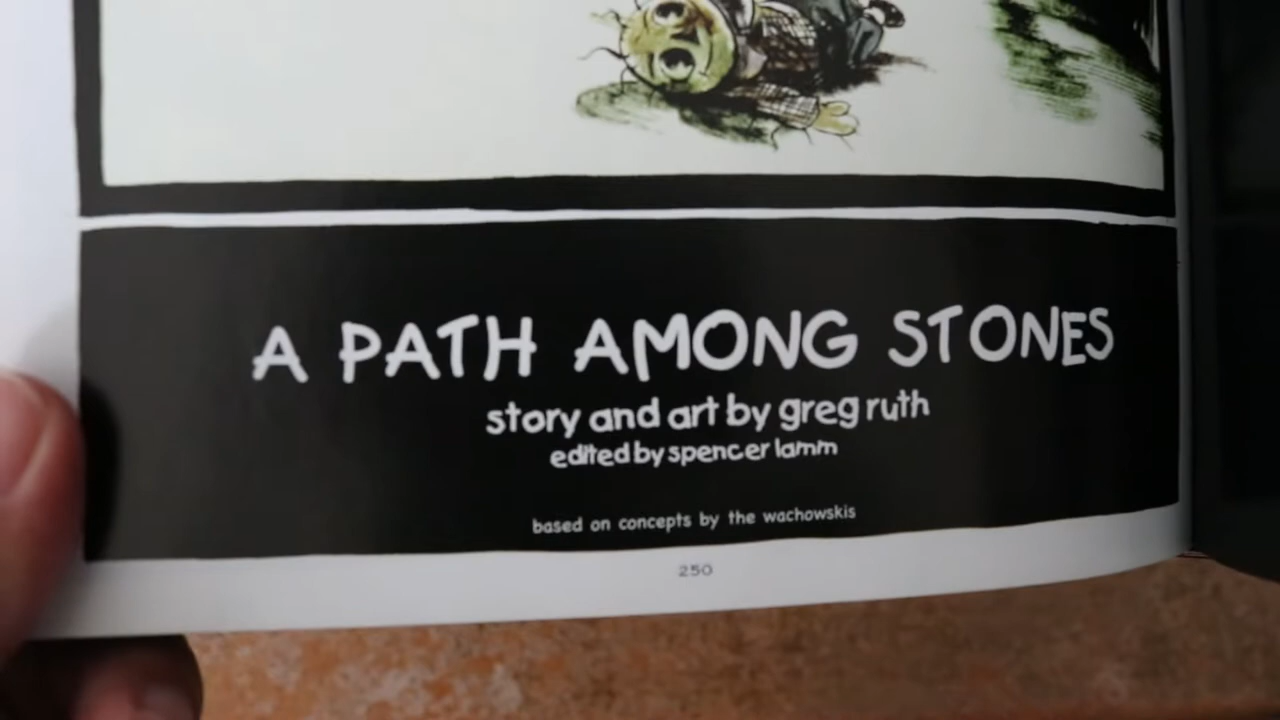 A PATH AMONG STONES
story and art by greg ruth
edited by spencer lamm
based on concepts by the wachowskis
250